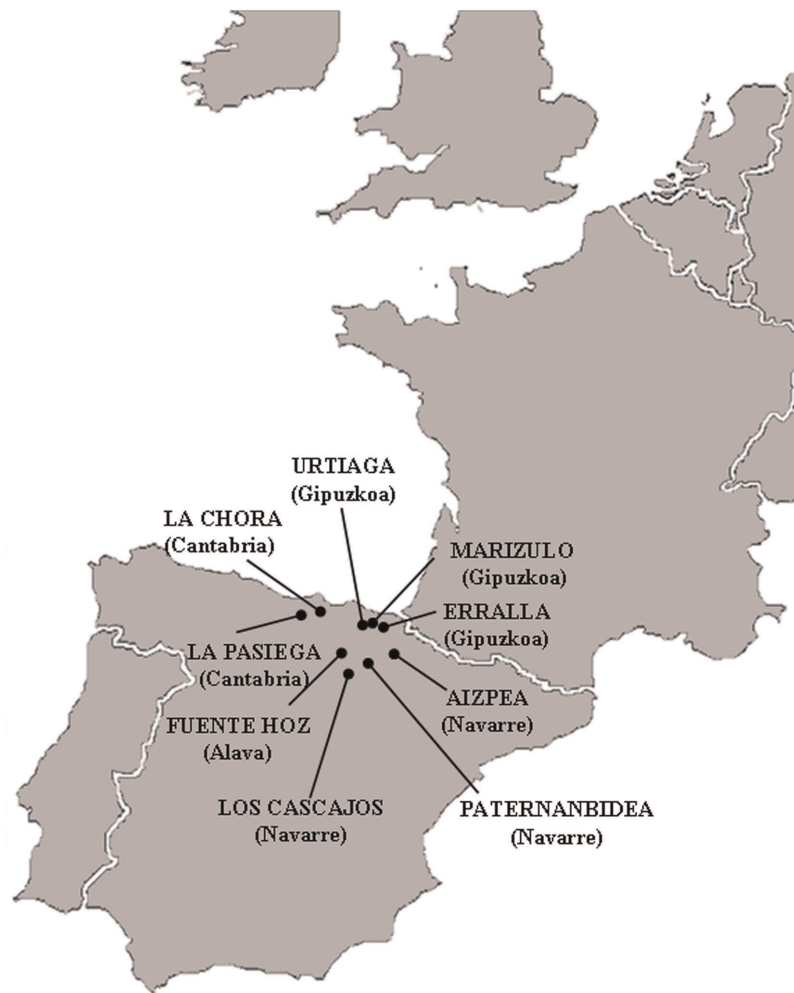 URTIAGA
(Gipuzkoa)
LA CHORA
(Cantabria)
MARIZULO
(Gipuzkoa)
ERRALLA
(Gipuzkoa)
LA PASIEGA
(Cantabria)
AIZPEA
(Navarre)
FUENTE HOZ
(Alava)
LOS CASCAJOS
(Navarre)
PATERNANBIDEA
(Navarre)